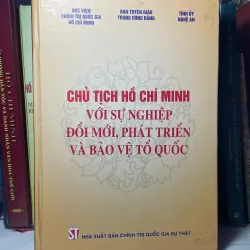 HỌC VIỆN
CHÍNH TRỊ QUỐC GIA
HỒ CHÍ MINH
BAN TUYÊN GIÁO
TRUNG ƯƠNG ĐẢNG
TỈNH ỦY
NGHỆ AN
CHỦ TỊCH HỒ CHÍ MINH
VỚI SỰ NGHIỆP
ĐỔI MỚI, PHÁT TRIỂN
VÀ BẢO VỆ TỔ QUỐC
ST NHÀ XUẤT BẢN CHÍNH TRỊ QUỐC GIA SỰ THẬT